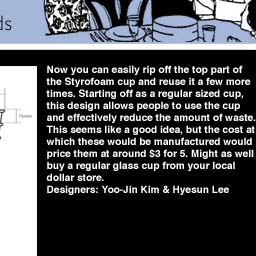 ds
Now you can easily rip off the top part of
the Styrofoam cup and reuse it a few more
times. Starting off as a regular sized cup,
this design allows people to use the cup
and effectively reduce the amount of waste.
This seems like a good idea, but the cost at
which these would be manufactured would
price them at around $3 for 5. Might as well
buy a regular glass cup from your local
dollar store.
Designers: Yoo-Jin Kim & Hyesun Lee